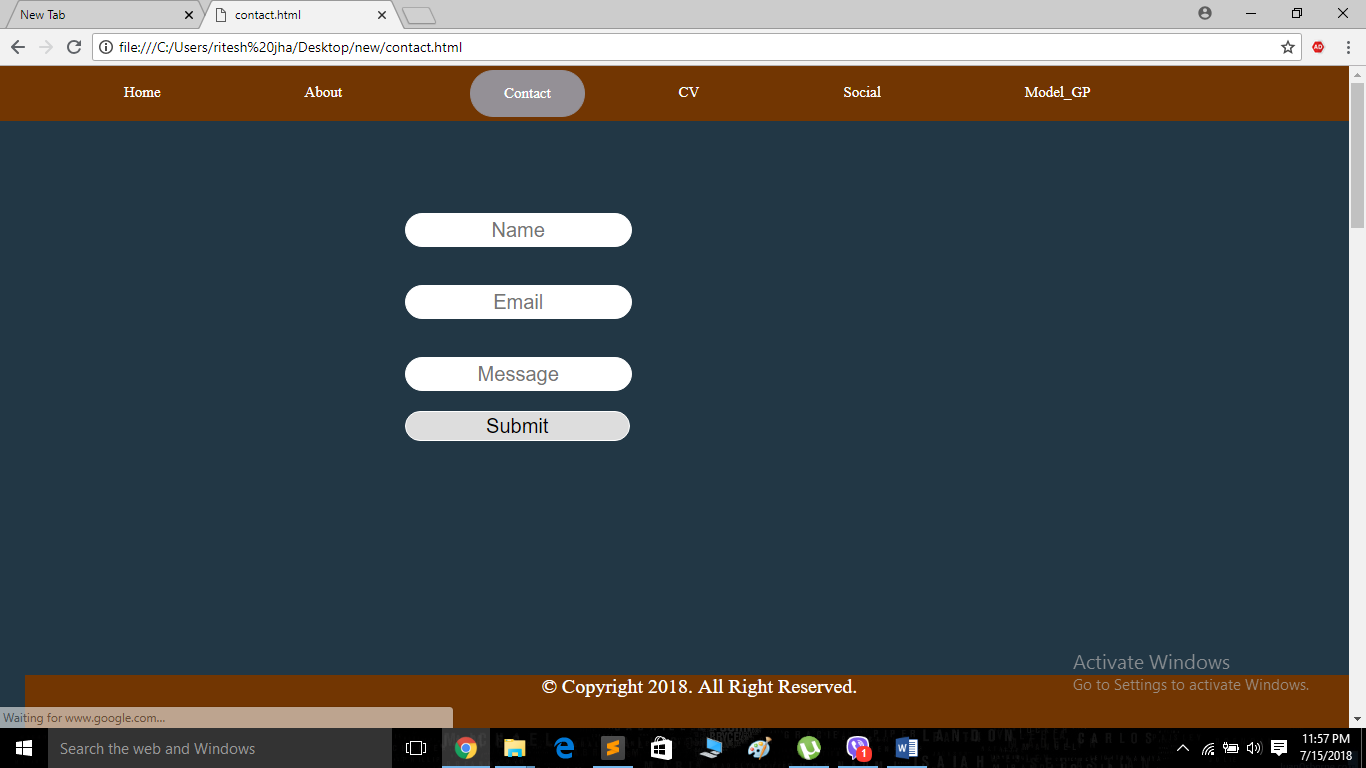 New Tab
contact.html
file:///C:/Users/ritesh%20jha/Desktop/new/contact.html
Home About Contact CV Social Model_GP
Name
Email
Message
Submit
Activate Windows
Go to Settings to activate Windows.
© Copyright 2018. All Right Reserved.
Waiting for www.google.com...
Search the web and Windows
1
11:57 PM
7/15/2018